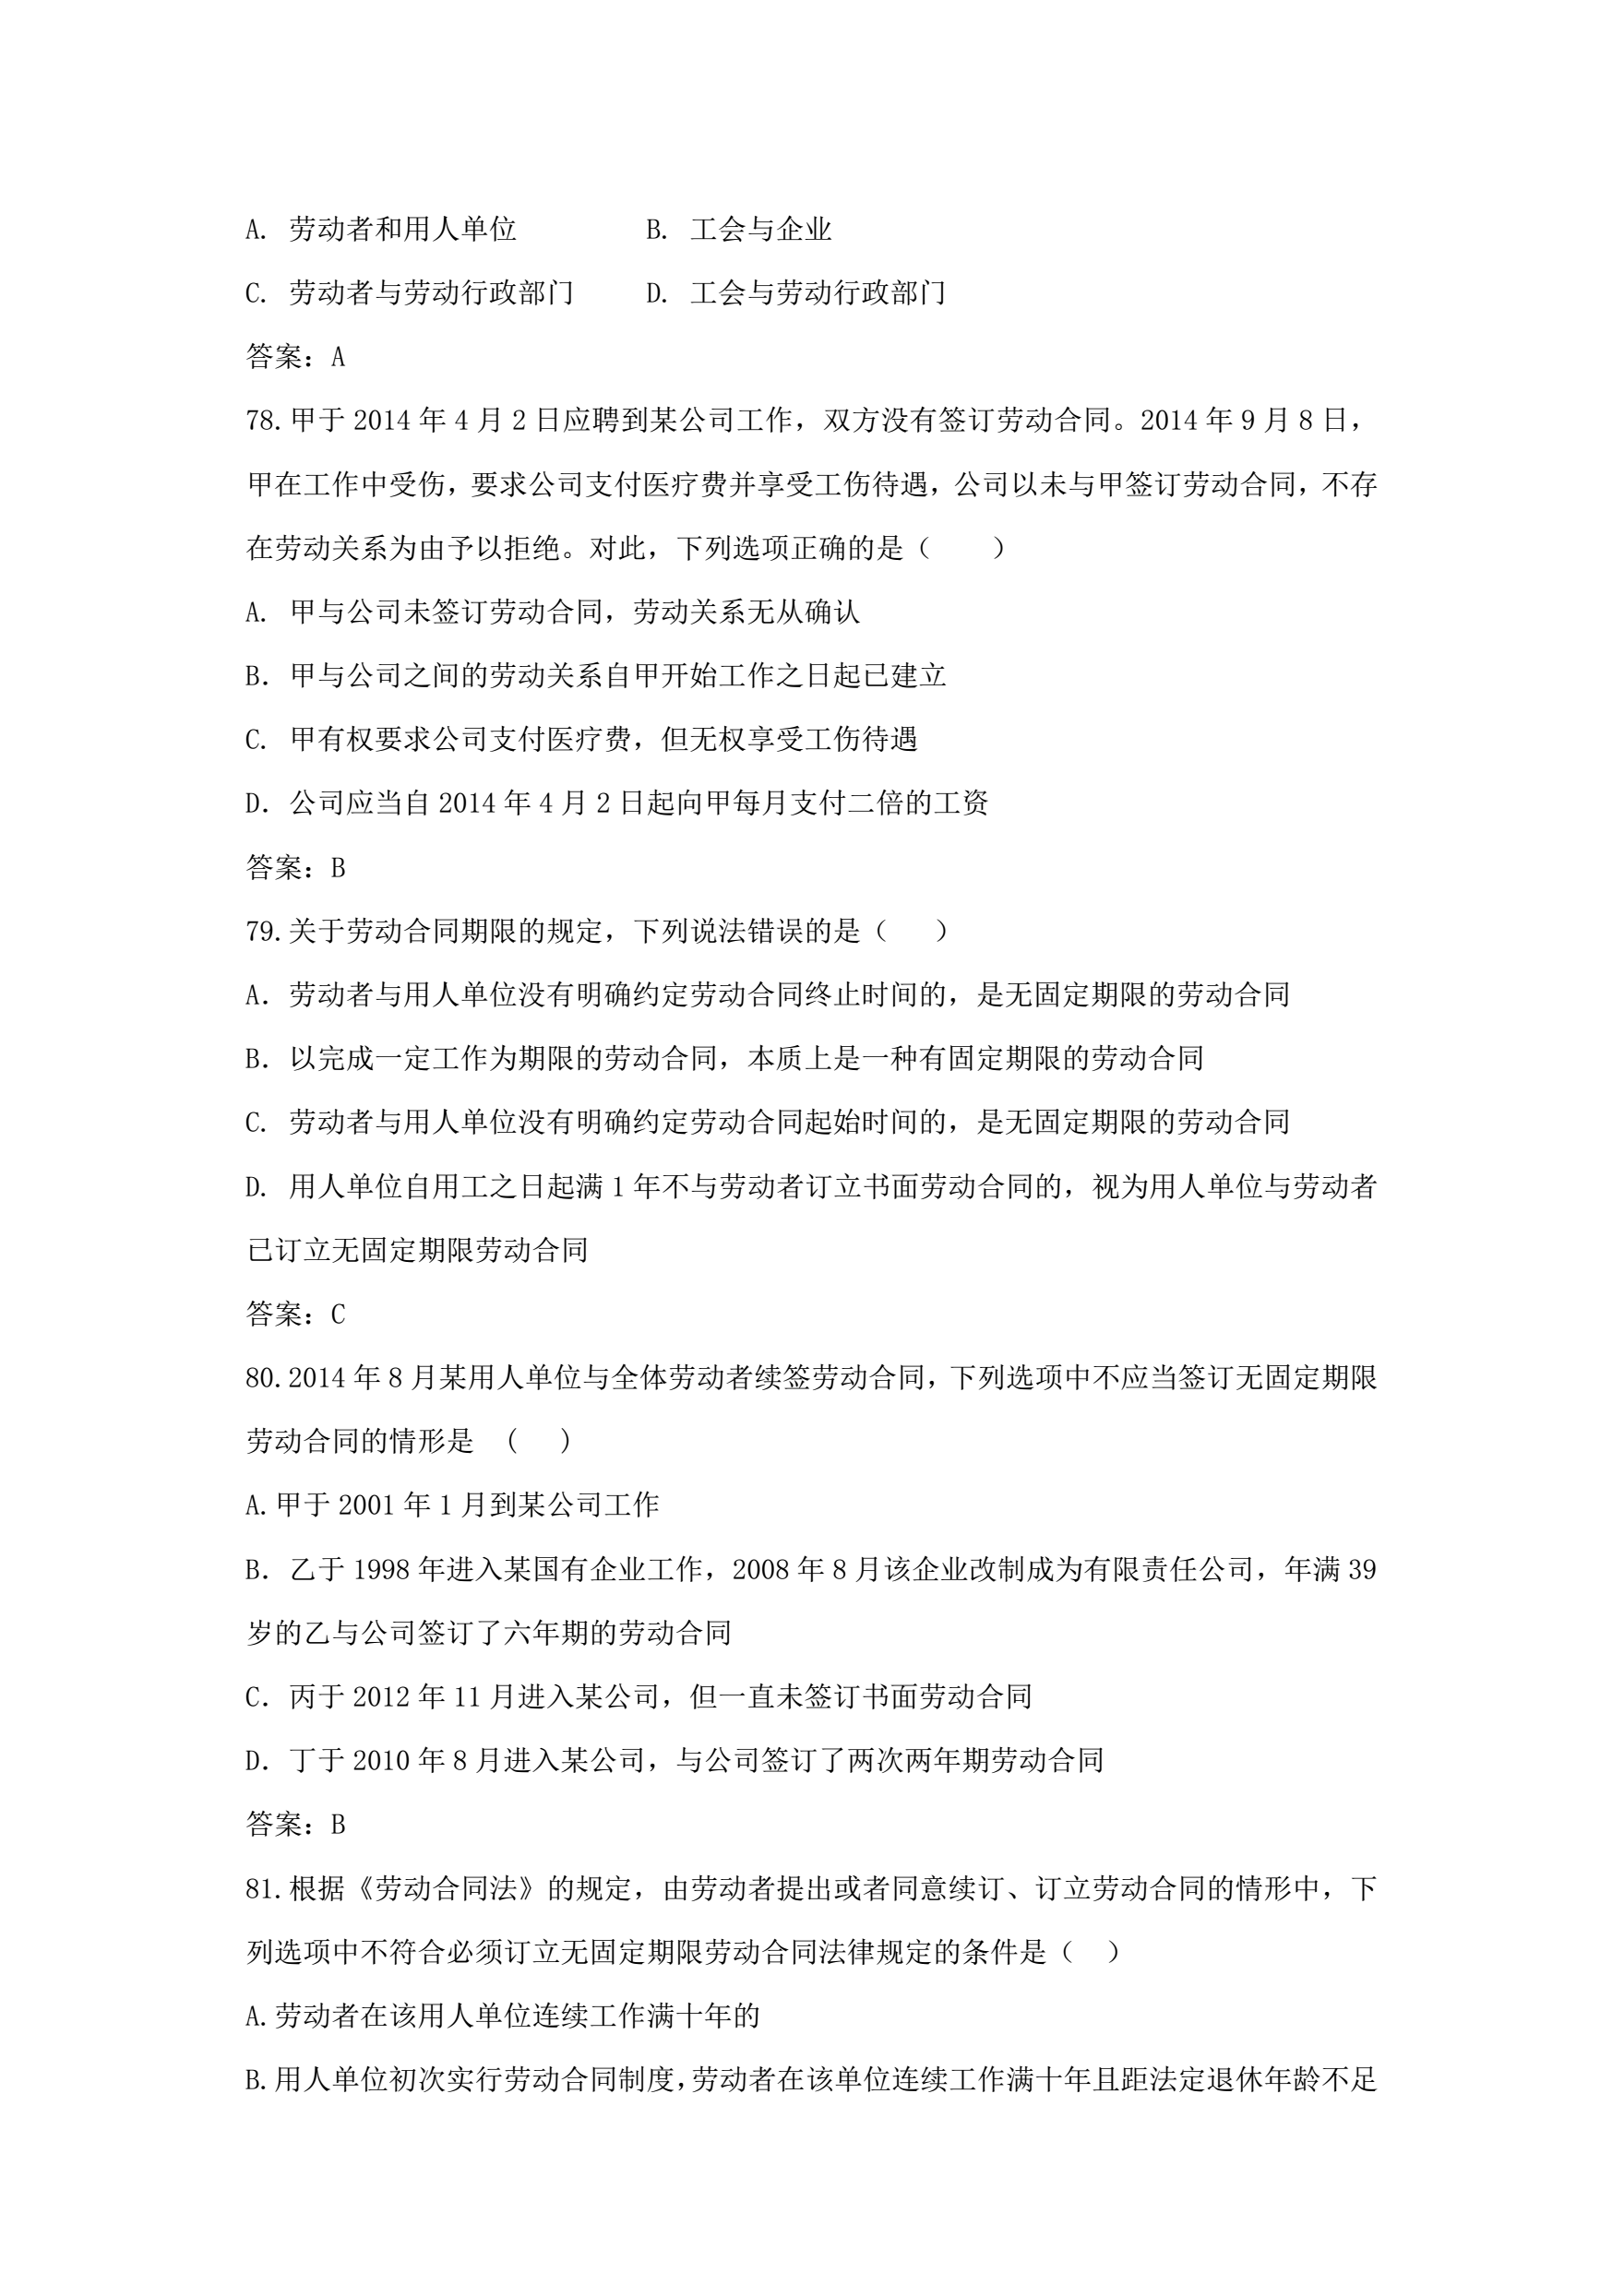 A. 劳动者和用人单位 B. 工会与企业
C. 劳动者与劳动行政部门 D. 工会与劳动行政部门
答案：A
78.甲于 2014 年 4 月 2 日应聘到某公司工作，双方没有签订劳动合同。2014 年 9 月 8 日，
甲在工作中受伤，要求公司支付医疗费并享受工伤待遇，公司以未与甲签订劳动合同，不存
在劳动关系为由予以拒绝。对此，下列选项正确的是（ ）
A. 甲与公司未签订劳动合同，劳动关系无从确认
B. 甲与公司之间的劳动关系自甲开始工作之日起已建立
C. 甲有权要求公司支付医疗费，但无权享受工伤待遇
D. 公司应当自 2014 年 4 月 2 日起向甲每月支付二倍的工资
答案：B
79.关于劳动合同期限的规定，下列说法错误的是（ ）
A. 劳动者与用人单位没有明确约定劳动合同终止时间的，是无固定期限的劳动合同
B. 以完成一定工作为期限的劳动合同，本质上是一种有固定期限的劳动合同
C. 劳动者与用人单位没有明确约定劳动合同起始时间的，是无固定期限的劳动合同
D. 用人单位自用工之日起满 1 年不与劳动者订立书面劳动合同的，视为用人单位与劳动者
已订立无固定期限劳动合同
答案：C
80.2014 年 8 月某用人单位与全体劳动者续签劳动合同，下列选项中不应当签订无固定期限
劳动合同的情形是 （ ）
A.甲于 2001 年 1 月到某公司工作
B. 乙于 1998 年进入某国有企业工作，2008 年 8 月该企业改制成为有限责任公司，年满 39
岁的乙与公司签订了六年期的劳动合同
C. 丙于 2012 年 11 月进入某公司，但一直未签订书面劳动合同
D. 丁于 2010 年 8 月进入某公司，与公司签订了两次两年期劳动合同
答案：B
81.根据《劳动合同法》的规定，由劳动者提出或者同意续订、订立劳动合同的情形中，下
列选项中不符合必须订立无固定期限劳动合同法律规定的条件是（ ）
A.劳动者在该用人单位连续工作满十年的
B.用人单位初次实行劳动合同制度，劳动者在该单位连续工作满十年且距法定退休年龄不足